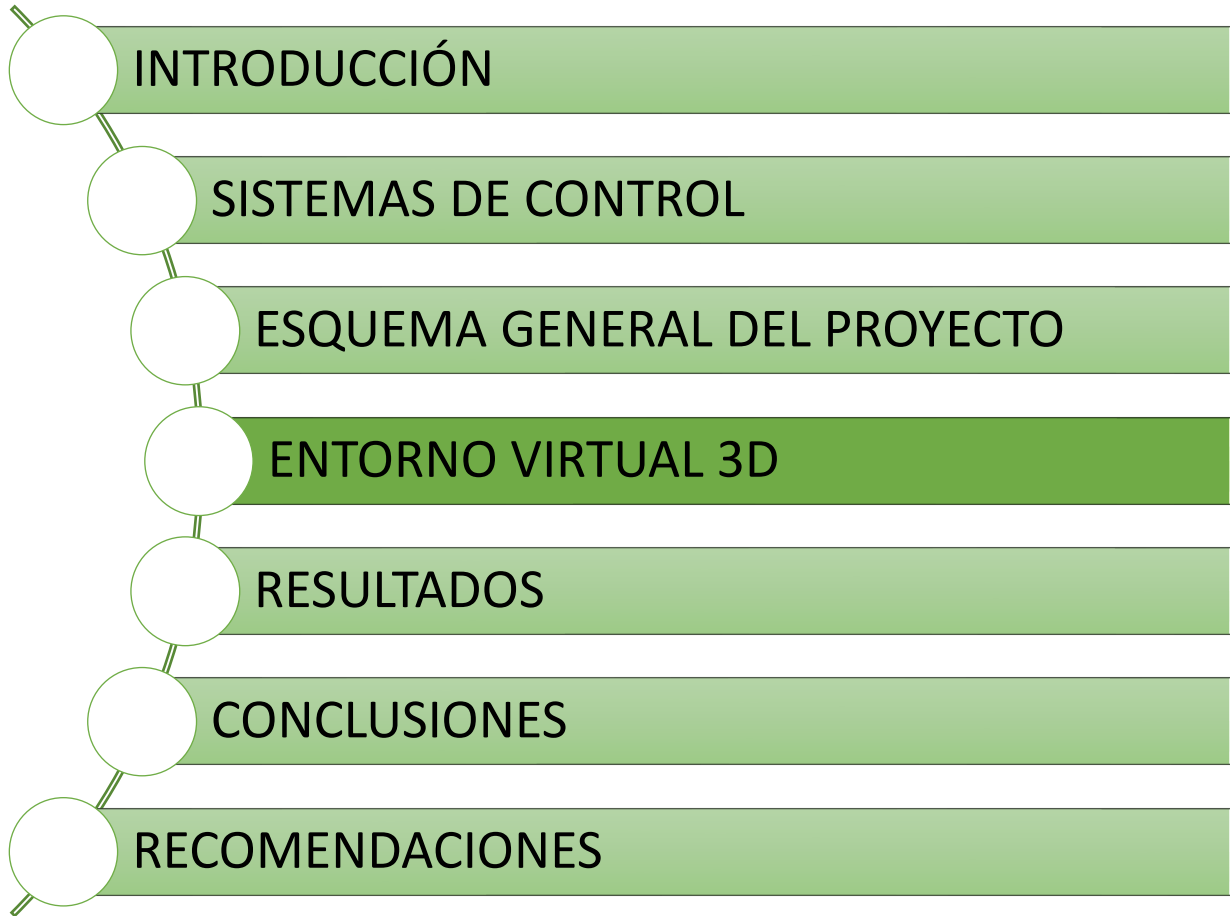 INTRODUCCIÓN
SISTEMAS DE CONTROL
ESQUEMA GENERAL DEL PROYECTO
ENTORNO VIRTUAL 3D
RESULTADOS
CONCLUSIONES
RECOMENDACIONES